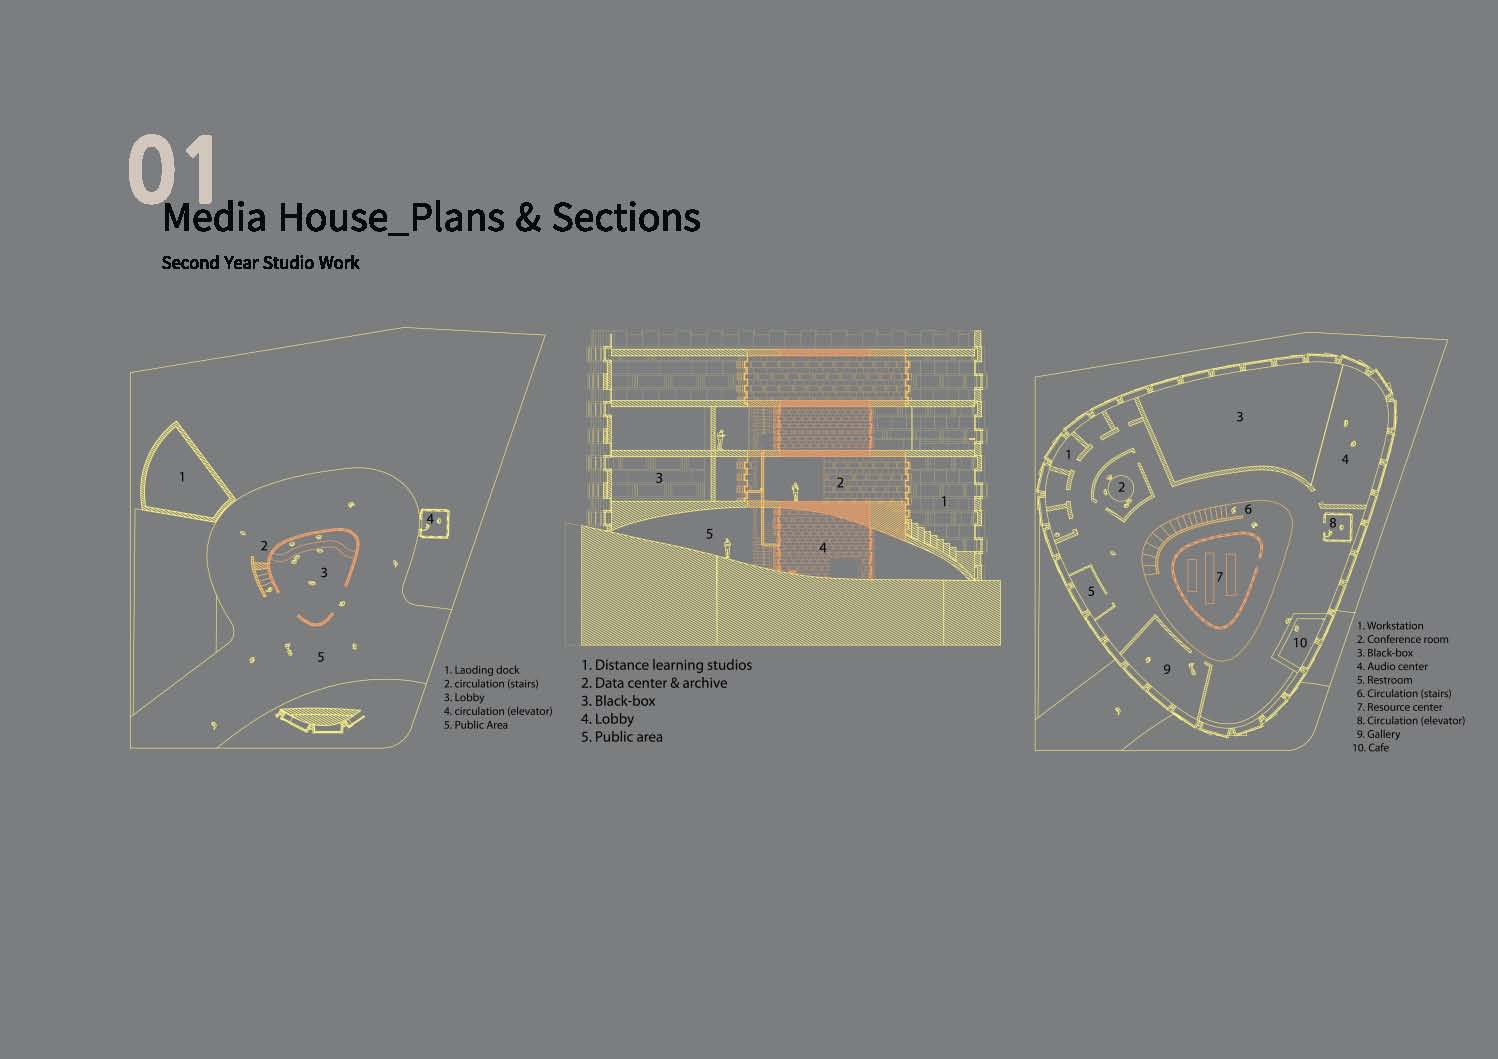 01
Media House_Plans & Sections
Second Year Studio Work
1
2
3
4
5
1. Laoding dock
2. circulation (stairs)
3. Lobby
4. circulation (elevator)
5. Public Area
3
2
1
5
4
1. Distance learning studios
2. Data center & archive
3. Black-box
4. Lobby
5. Public area
3
1
4
2
6
8
7
5
10
9
1. Workstation
2. Conference room
3. Black-box
4. Audio center
5. Restroom
6. Circulation (stairs)
7. Resource center
8. Circulation (elevator)
9. Gallery
10. Cafe